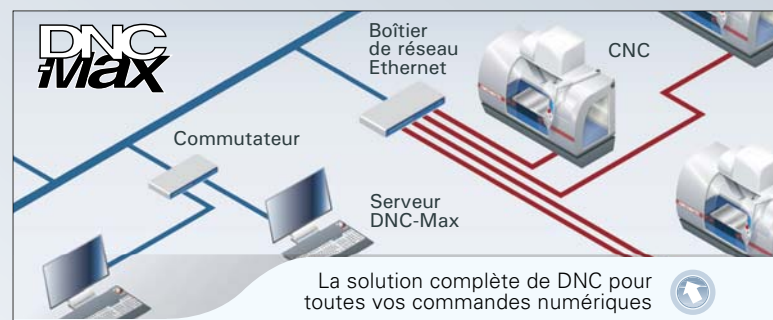 DNC
Max
Boîtier
de réseau
Ethernet
CNC
Commutateur
Serveur
DNC-Max
La solution complète de DNC pour
toutes vos commandes numériques